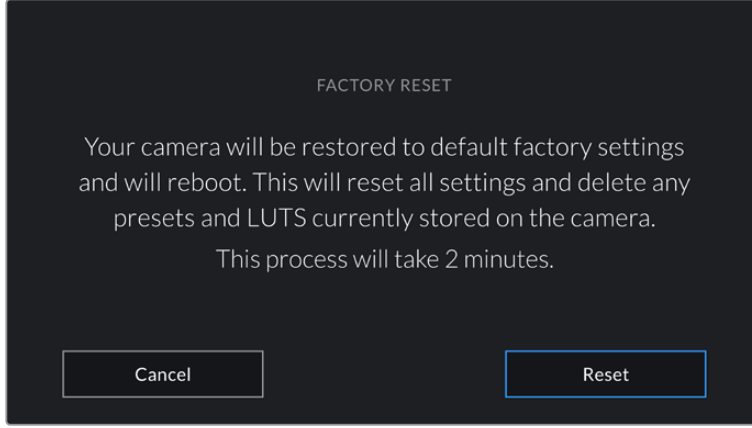 FACTORY RESET
Your camera will be restored to default factory settings
and will reboot. This will reset all settings and delete any
presets and LUTS currently stored on the camera.
This process will take 2 minutes.
Cancel
Reset